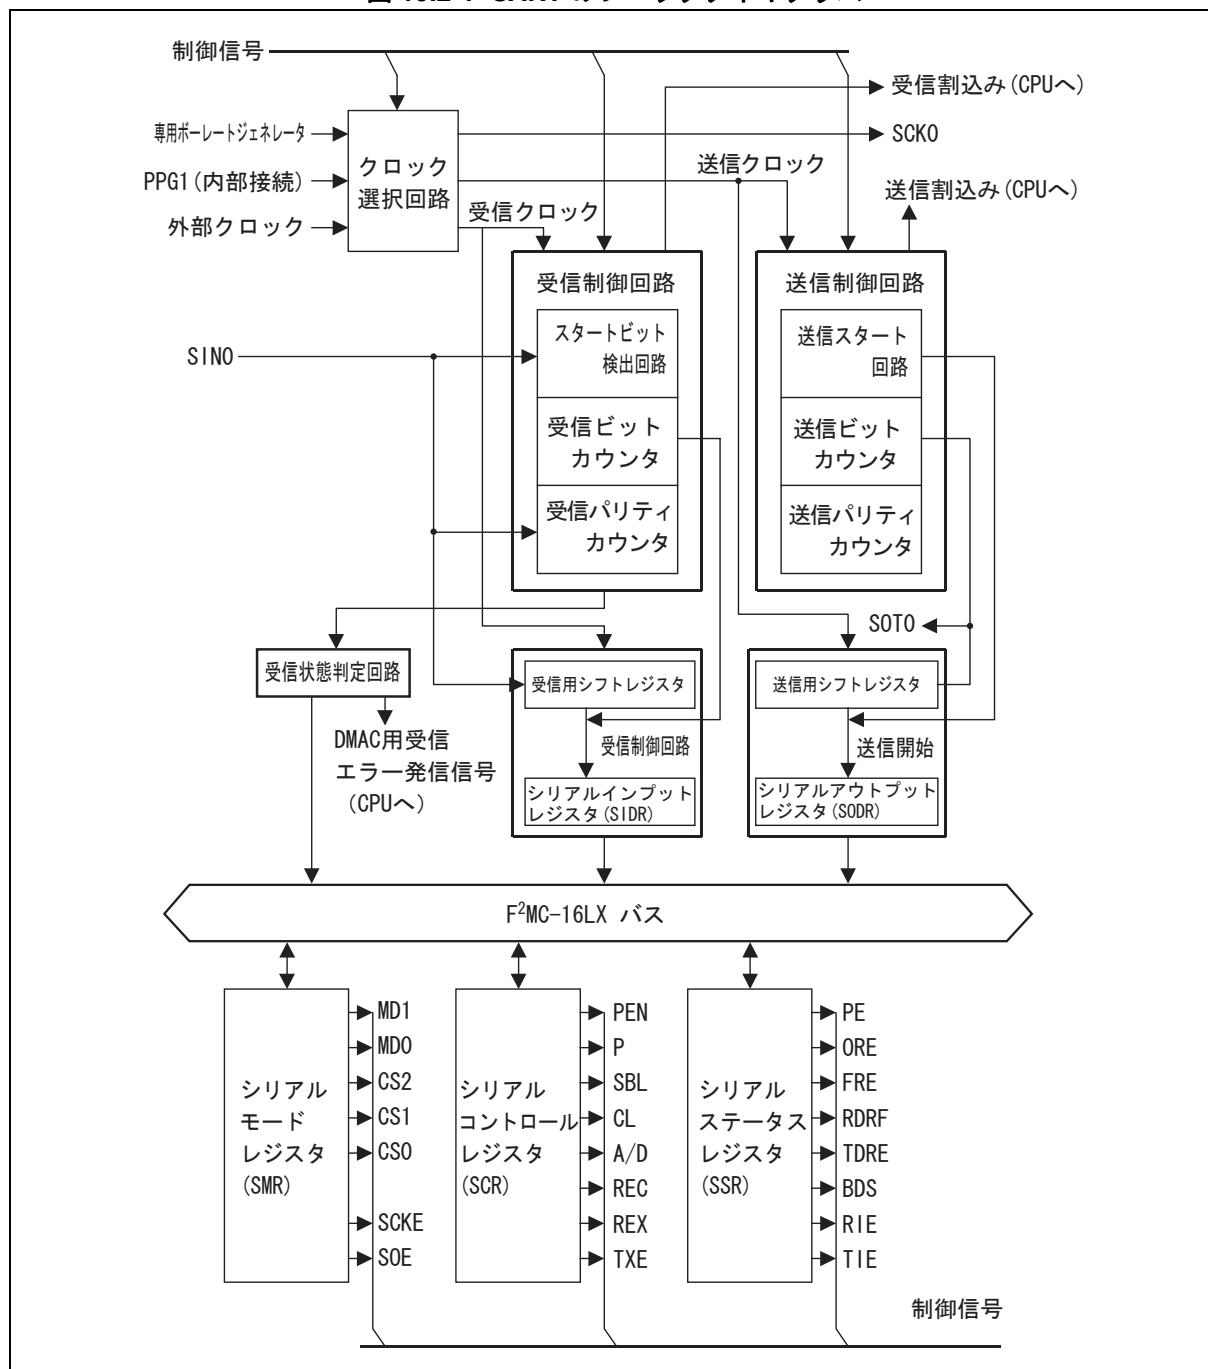 制御信号
受信割込み(CPUへ)
専用ボーレートジェネレータ
SCK0
クロック
選択回路
送信クロック
PPG1(内部接続)
送信割込み(CPUへ)
受信クロック
外部クロック
受信制御回路
送信制御回路
スタートビット
検出回路
送信スタート
回路
SIN0
受信ビット
カウンタ
送信ビット
カウンタ
受信パリティ
カウンタ
送信パリティ
カウンタ
SOT0
受信状態判定回路
受信用シフトレジスタ
送信用シフトレジスタ
DMAC用受信
エラー発信信号
(CPUへ)
受信制御回路
送信開始
シリアルインプット
レジスタ(SIDR)
シリアルアウトプット
レジスタ(SODR)
F²MC-16LX バス
シリアル
モード
レジスタ
(SMR)
MD1
MD0
CS2
CS1
CS0
SCKE
SOE
シリアル
コントロール
レジスタ
(SCR)
PEN
P
SBL
CL
A/D
REC
REX
TXE
シリアル
ステータス
レジスタ
(SSR)
PE
ORE
FRE
RDRF
TDRE
BDS
RIE
TIE
制御信号